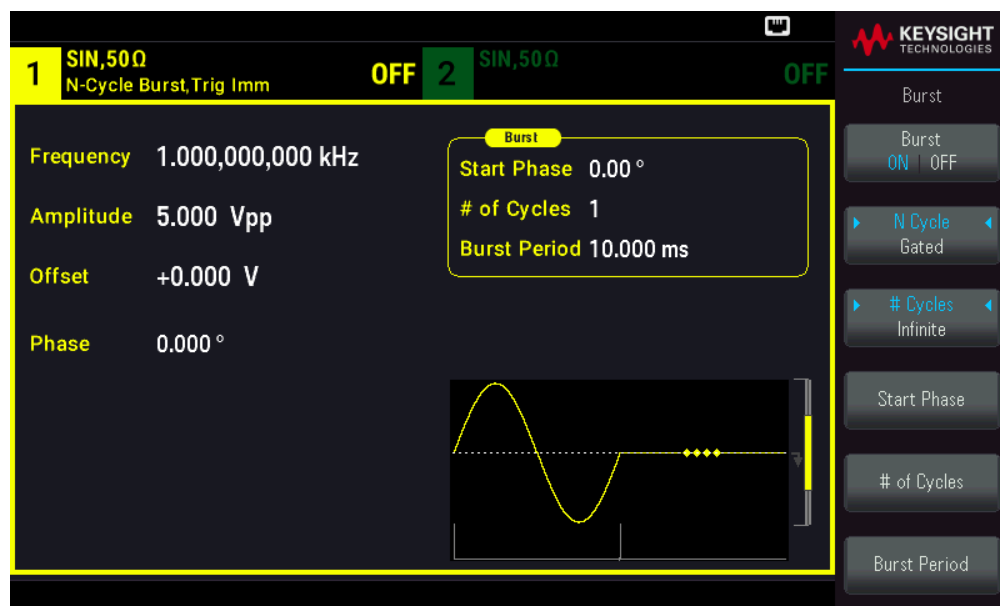 KEYSIGHT
TECHNOLOGIES
1
SIN,50Ω
N-Cycle Burst,Trig Imm
OFF
2
SIN,50Ω
OFF
Frequency 1.000,000,000 kHz
Amplitude 5.000 Vpp
Offset +0.000 V
Phase 0.000 °
Burst
Start Phase 0.00 °
# of Cycles 1
Burst Period 10.000 ms
Burst
Burst
ON | OFF
N Cycle
Gated
# Cycles
Infinite
Start Phase
# of Cycles
Burst Period